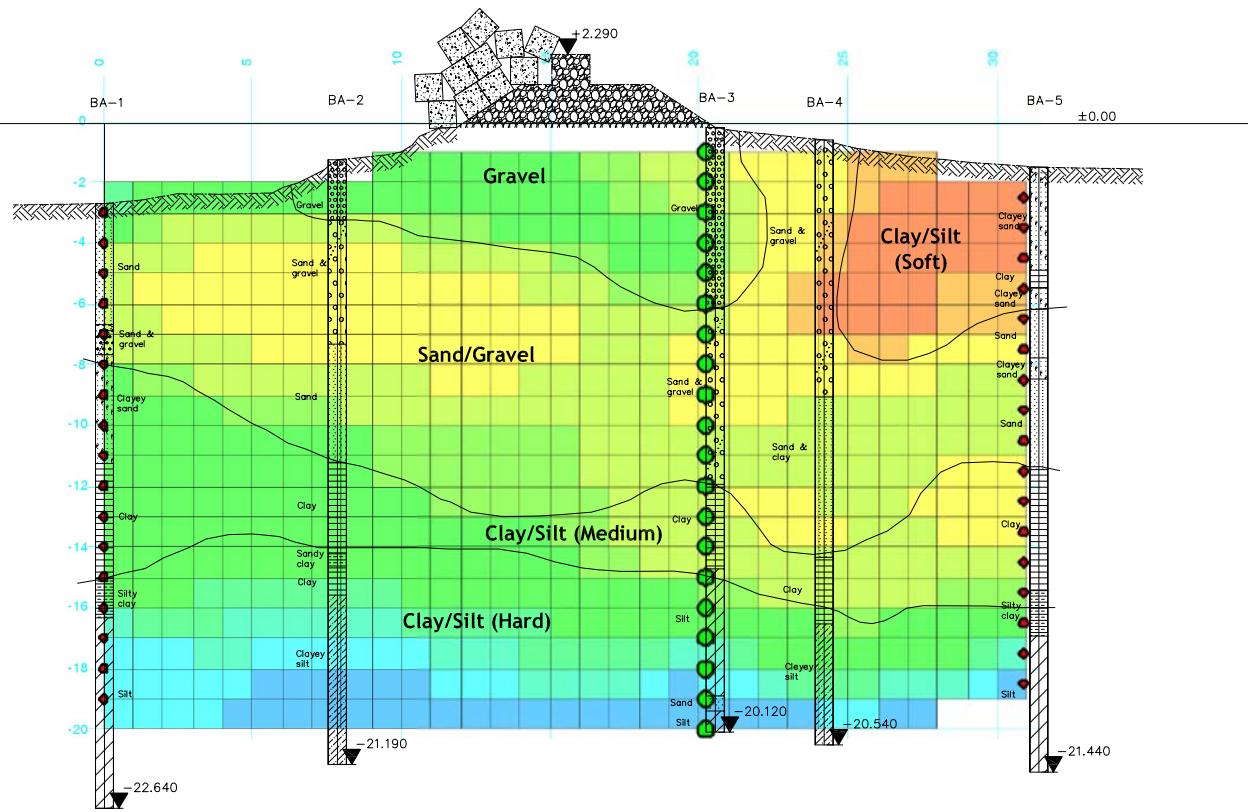 +2.290
0
5
10
20
25
30
BA-1
BA-2
BA-3
BA-4
BA-5
±0.00
0
-2
-4
-6
-8
-10
-12
-14
-16
-18
-20
Gravel
Sand/Gravel
Clay/Silt (Medium)
Clay/Silt (Hard)
Clay/Silt
(Soft)
Sand
Sand &
gravel
Clayey
sand
Clay
Silty
clay
Silt
-22.640
Gravel
Sand &
gravel
Sand
Clay
Sandy
clay
Clay
Clayey
silt
-21.190
Gravel
Sand &
gravel
Clay
Silt
Sand
Silt
-20.120
Sand &
gravel
Sand &
clay
Clay
Cleyey
silt
-20.540
Clayey
sand
Clay
Clayey
sand
Sand
Clayey
sand
Sand
Clay
Silty
clay
Silt
-21.440